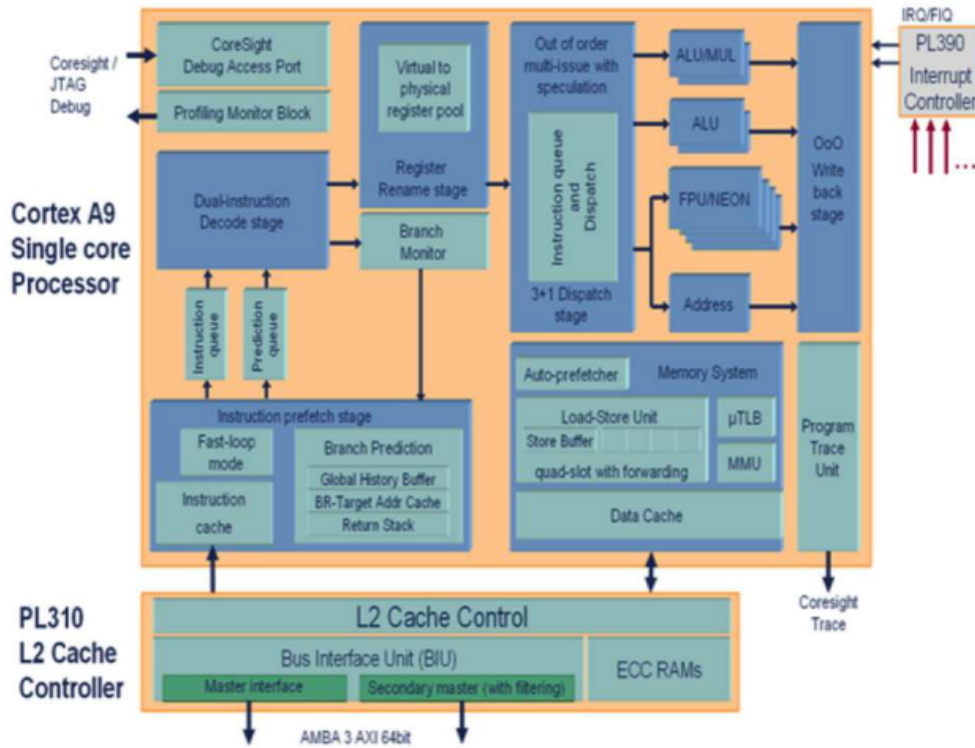 IRQ/FIQ
CoreSight
Debug Access Port
Profiling Monitor Block
Coresight /
JTAG
Debug
Virtual to
physical
register pool
Register
Rename stage
Out of order
multi-issue with
speculation
Instruction queue
and
Dispatch
3+1 Dispatch
stage
ALU/MUL
ALU
FPU/NEON
Address
OoO
Write
back
stage
PL390
Interrupt
Controller
...
Cortex A9
Single core
Processor
Dual-instruction
Decode stage
Branch
Monitor
Instruction
queue
Prediction
queue
Instruction prefetch stage
Fast-loop
mode
Instruction
cache
Branch Prediction
Global History Buffer
BR-Target Addr Cache
Return Stack
Auto-prefetcher
Memory System
Load-Store Unit
Store Buffer
quad-slot with forwarding
µTLB
MMU
Data Cache
Program
Trace
Unit
Coresight
Trace
PL310
L2 Cache
Controller
L2 Cache Control
Bus Interface Unit (BIU)
Master interface
Secondary master (with filtering)
ECC RAMs
AMBA 3 AXI 64bit